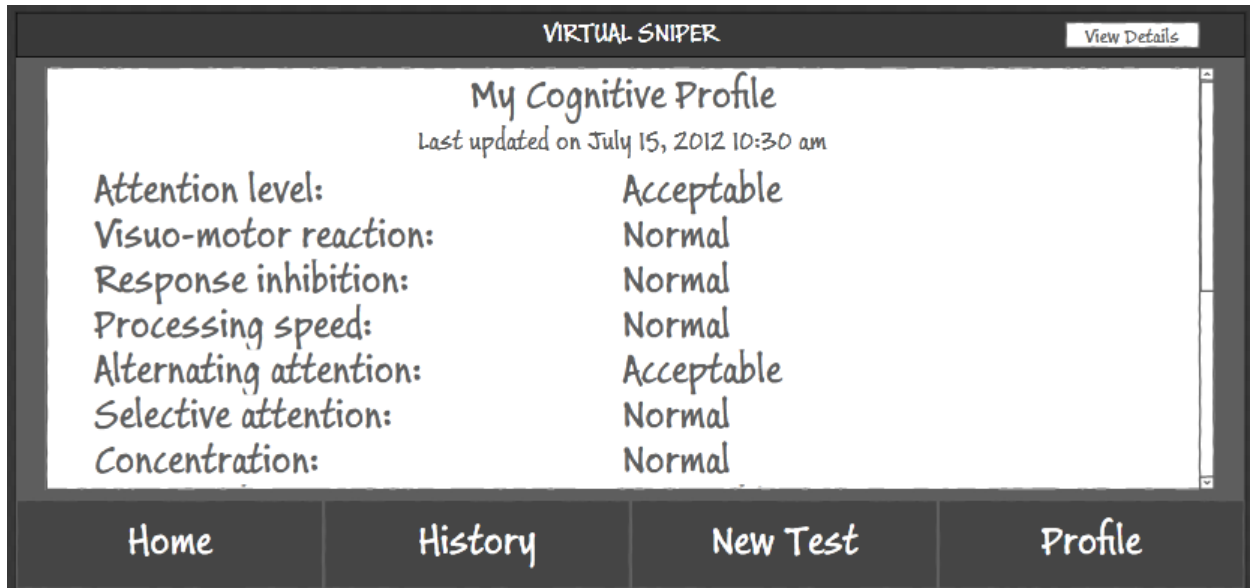 VIRTUAL SNIPER
View Details
My Cognitive Profile
Last updated on July 15, 2012 10:30 am
Attention level: Acceptable
Visuo-motor reaction: Normal
Response inhibition: Normal
Processing speed: Normal
Alternating attention: Acceptable
Selective attention: Normal
Concentration: Normal
Home History New Test Profile